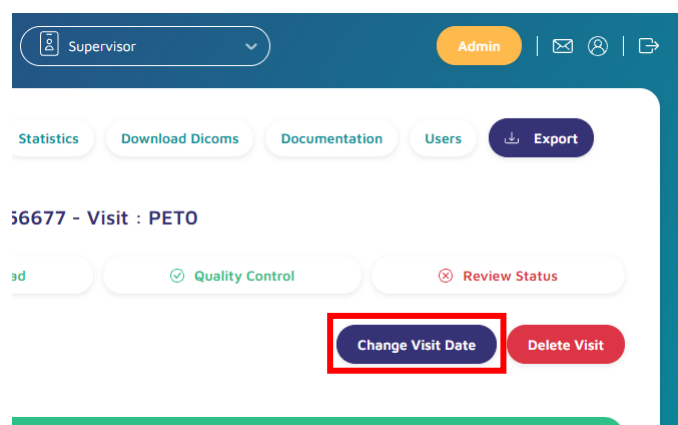 Supervisor
Admin
Statistics Download Dicoms Documentation Users Export
56677 - Visit : PET0
ad Quality Control Review Status
Change Visit Date Delete Visit